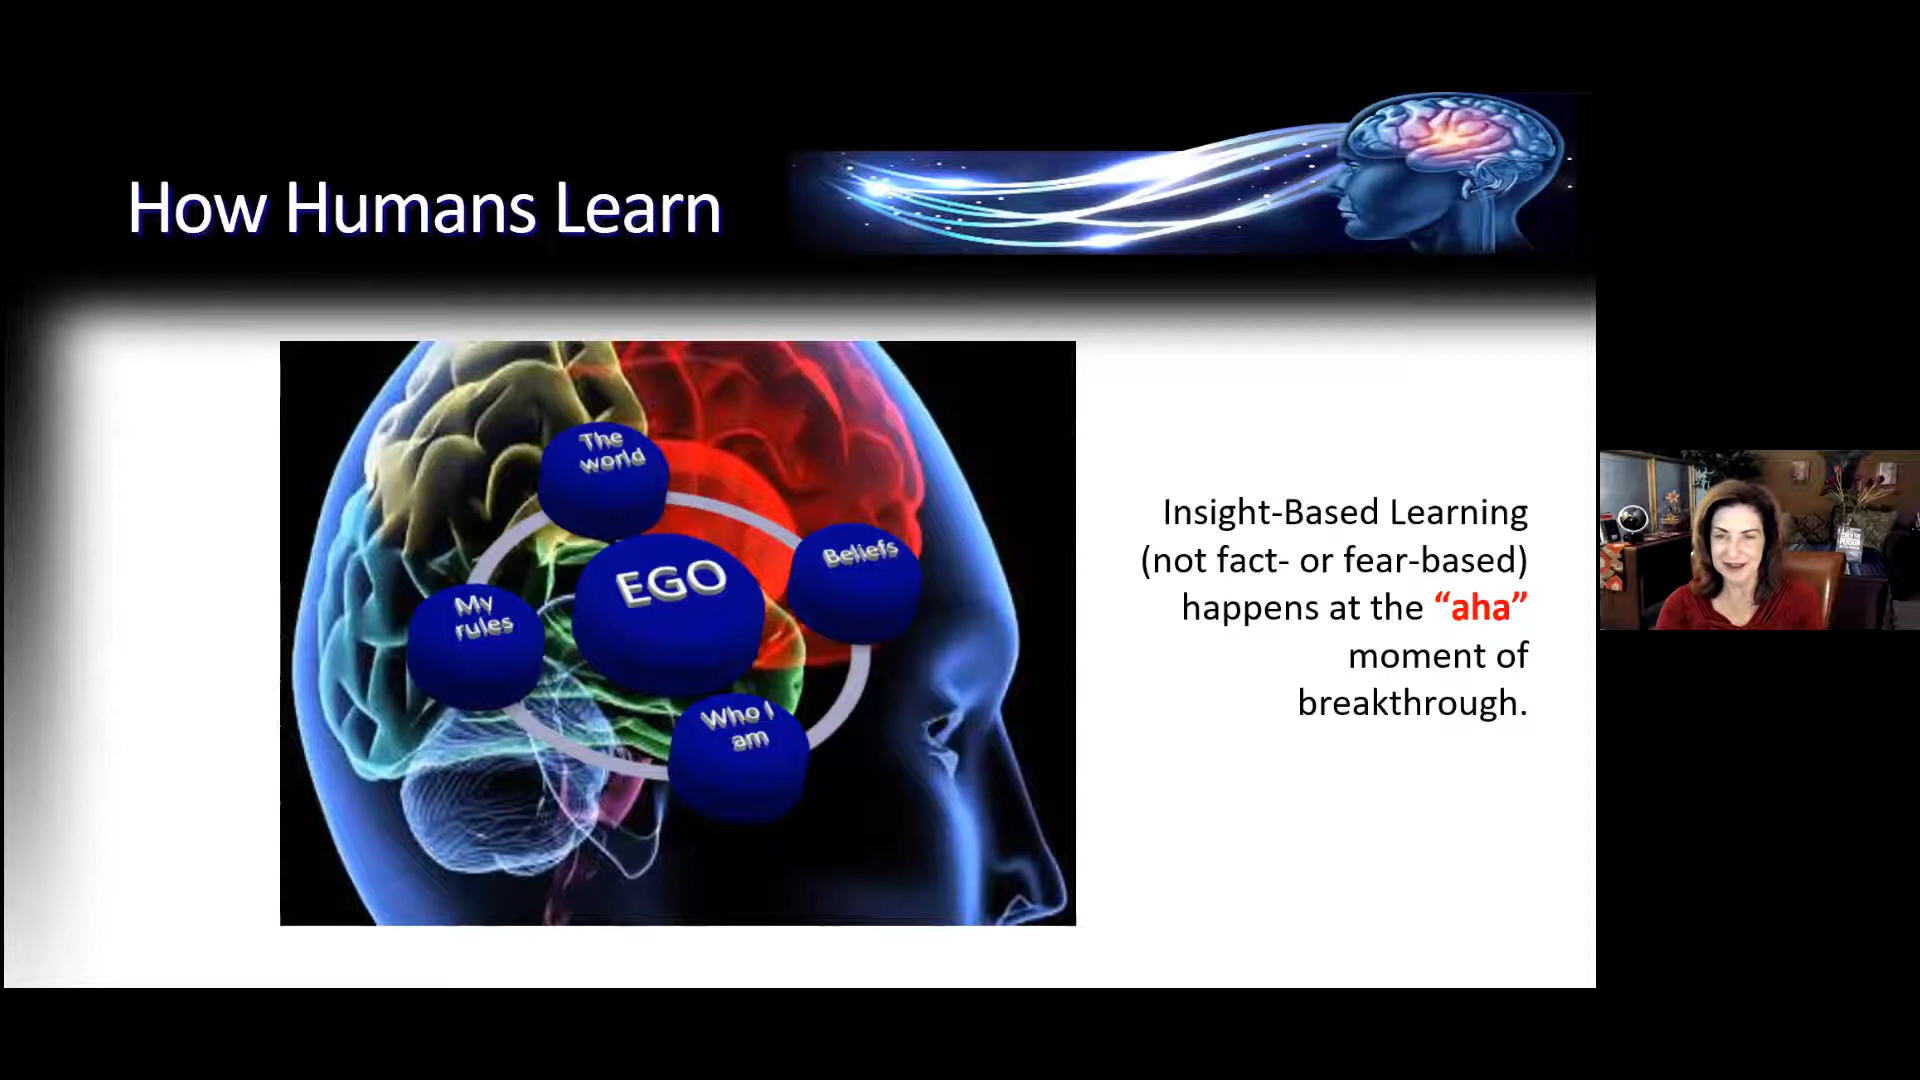 How Humans Learn
The
world
EGO
Beliefs
My
rules
Who I
am
Insight-Based Learning
(not fact- or fear-based)
happens at the “aha”
moment of
breakthrough.